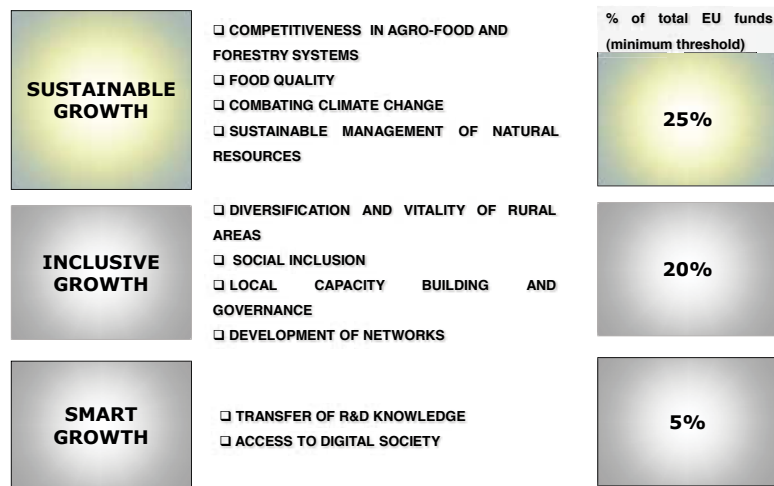 % of total EU funds
(minimum threshold)
SUSTAINABLE
GROWTH
❑ COMPETITIVENESS IN AGRO-FOOD AND
FORESTRY SYSTEMS
❑ FOOD QUALITY
❑ COMBATING CLIMATE CHANGE
❑ SUSTAINABLE MANAGEMENT OF NATURAL
RESOURCES
25%
INCLUSIVE
GROWTH
❑ DIVERSIFICATION AND VITALITY OF RURAL
AREAS
❑ SOCIAL INCLUSION
❑ LOCAL CAPACITY BUILDING AND
GOVERNANCE
❑ DEVELOPMENT OF NETWORKS
20%
SMART
GROWTH
❑ TRANSFER OF R&D KNOWLEDGE
❑ ACCESS TO DIGITAL SOCIETY
5%